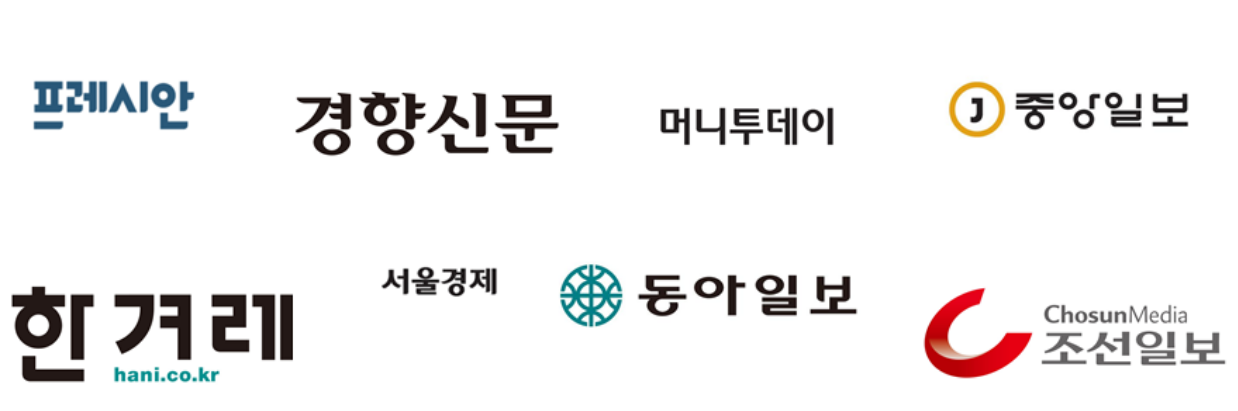 프레시안
경향신문
머니투데이
J 중앙일보
한겨레
hani.co.kr
서울경제
동아일보
ChosunMedia
조선일보